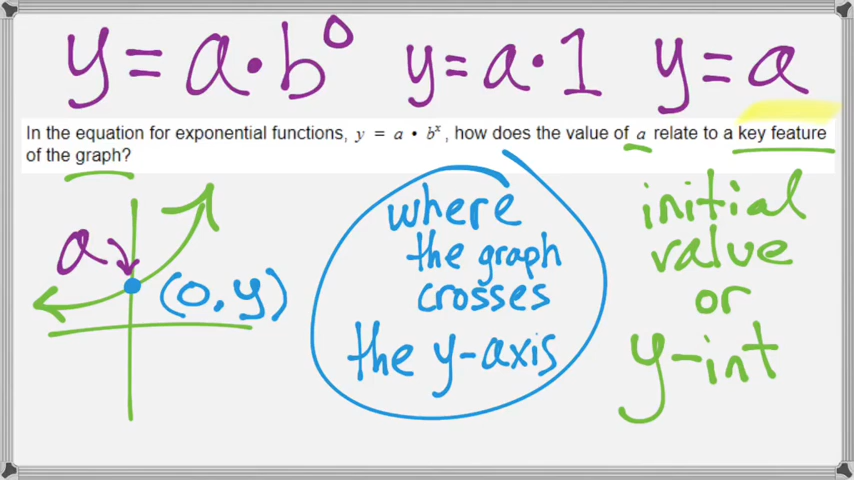 y = a · b⁰ y = a · 1 y = a
In the equation for exponential functions, y = a • bˣ, how does the value of a relate to a key feature
of the graph?
a
(0, y)
where
the graph
crosses
the y-axis
initial
value
or
y-int